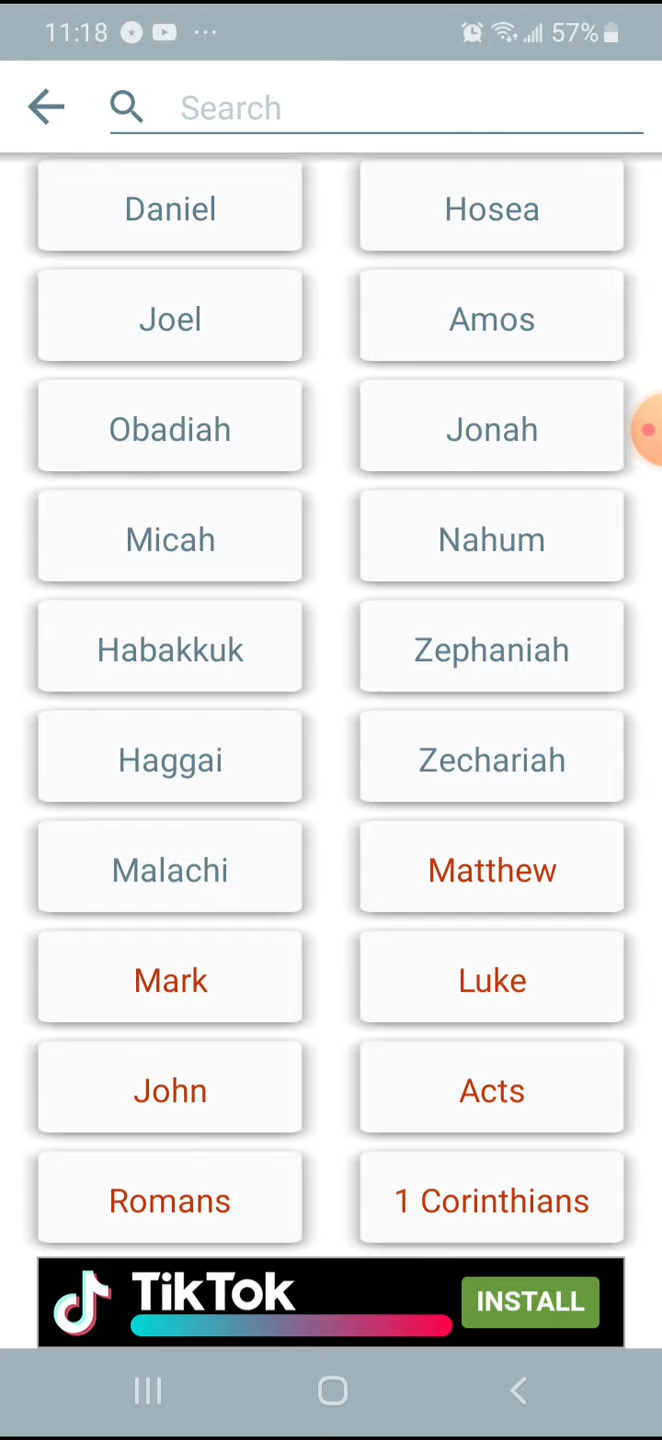 11:18 ... 57%
Search
Daniel Hosea
Joel Amos
Obadiah Jonah
Micah Nahum
Habakkuk Zephaniah
Haggai Zechariah
Malachi Matthew
Mark Luke
John Acts
Romans 1 Corinthians
TikTok INSTALL